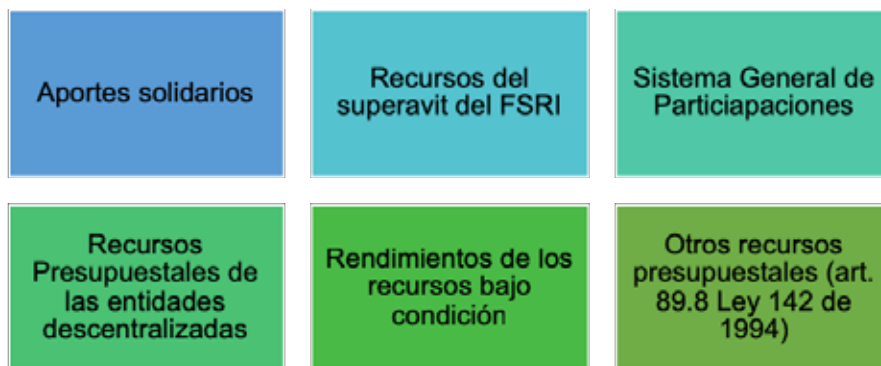 Aportes solidarios
Recursos del
superavit del FSRI
Sistema General de
Particiapaciones
Recursos
Presupuestales de
las entidades
descentralizadas
Rendimientos de los
recursos bajo
condición
Otros recursos
presupuestales (art.
89.8 Ley 142 de
1994)